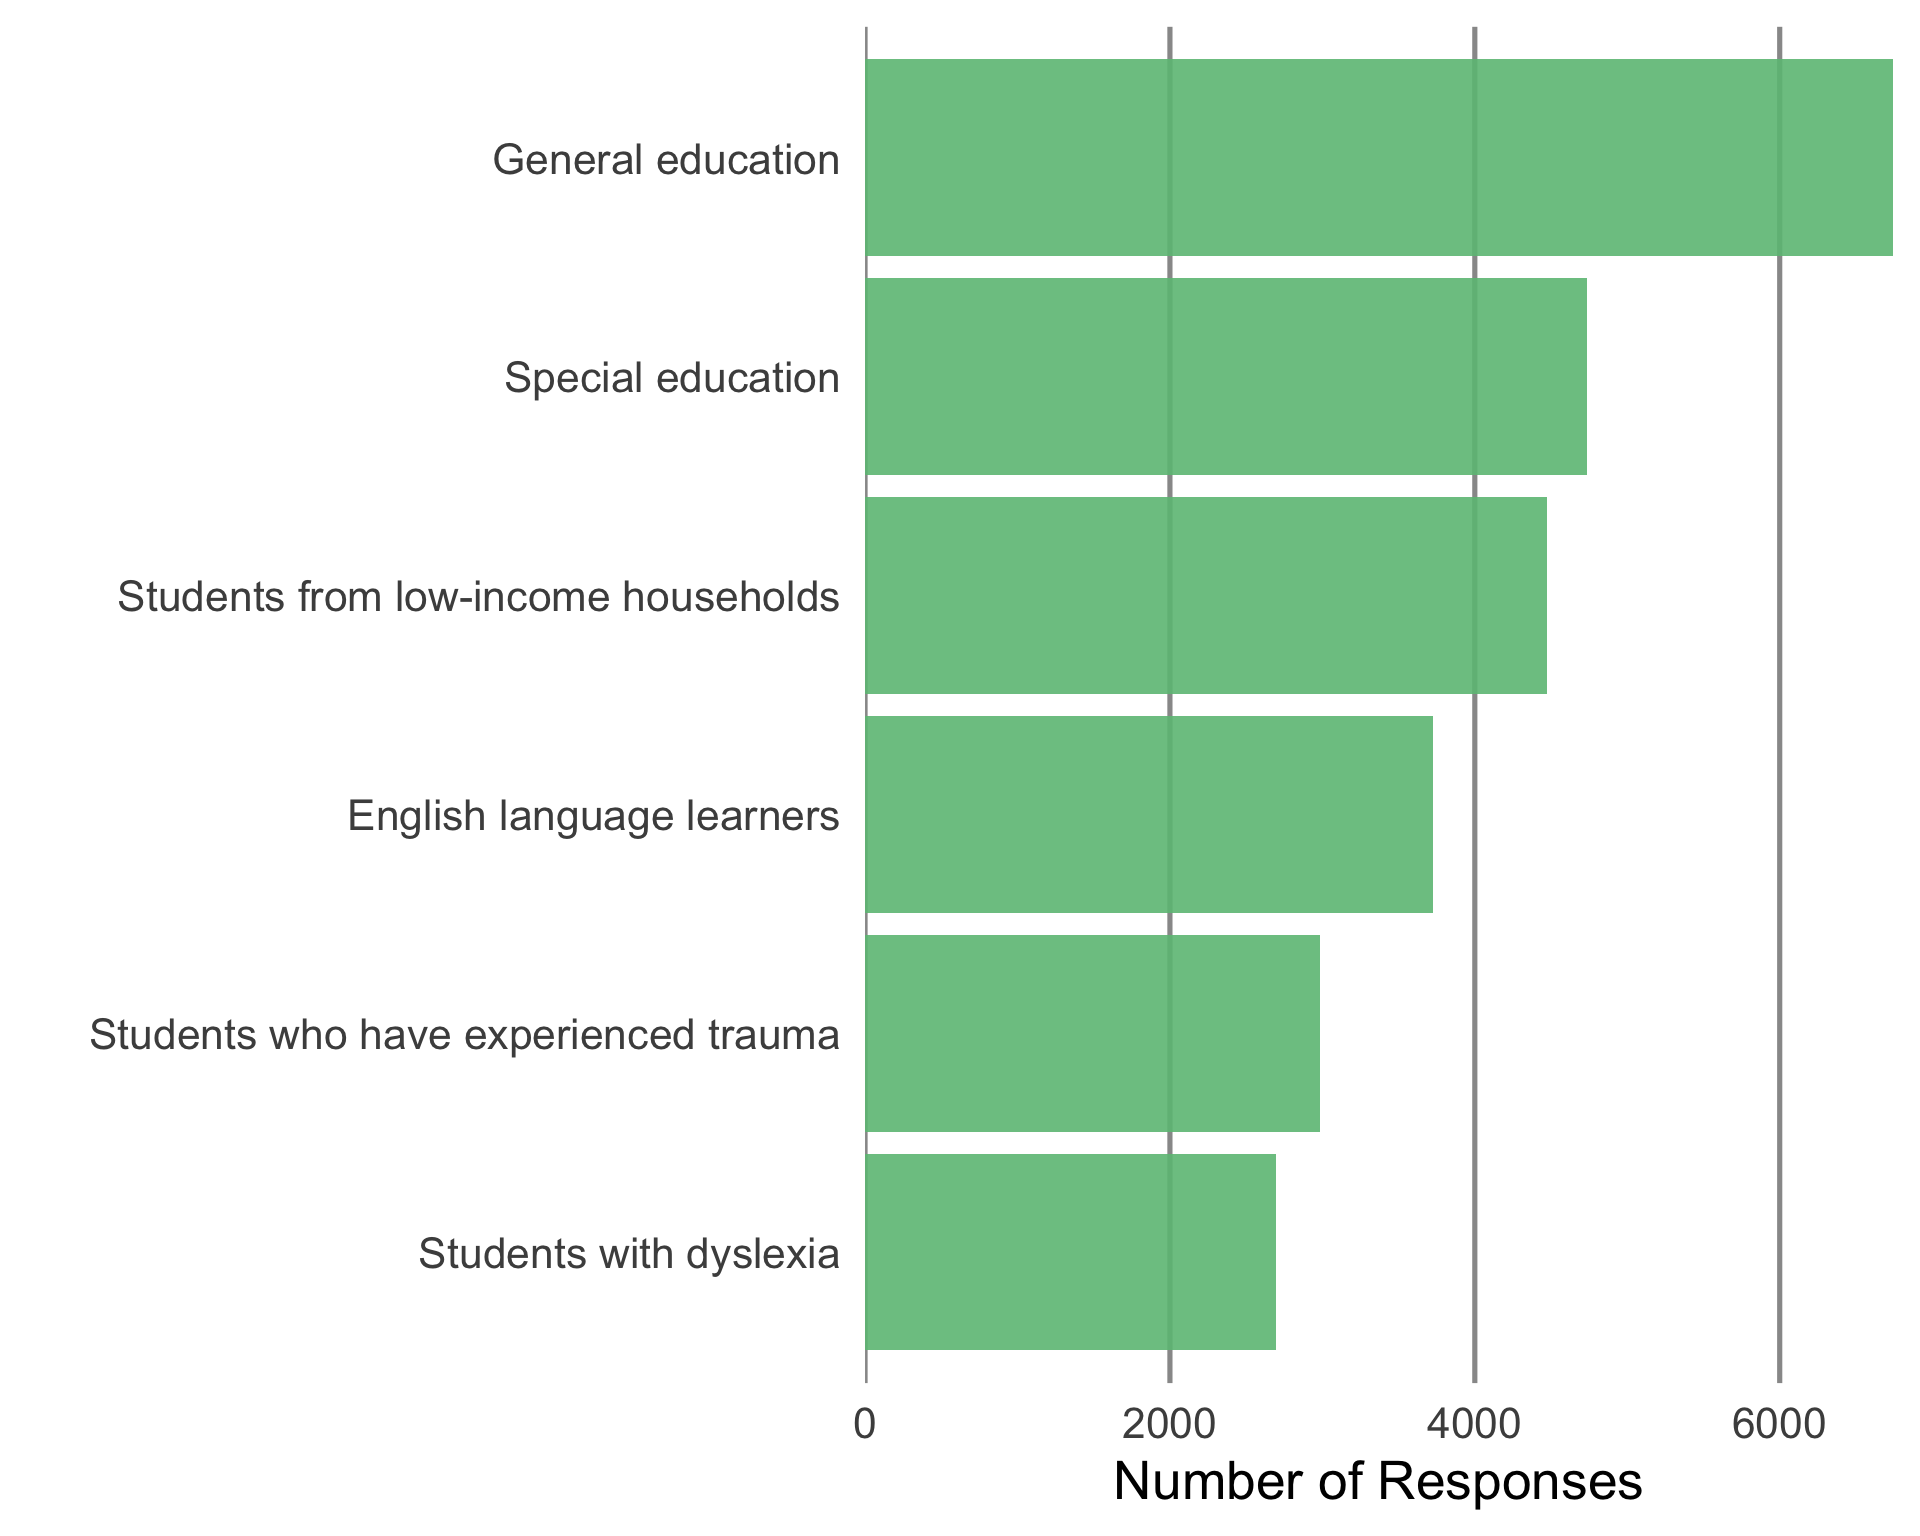 General education
Special education
Students from low-income households
English language learners
Students who have experienced trauma
Students with dyslexia
0 2000 4000 6000
Number of Responses